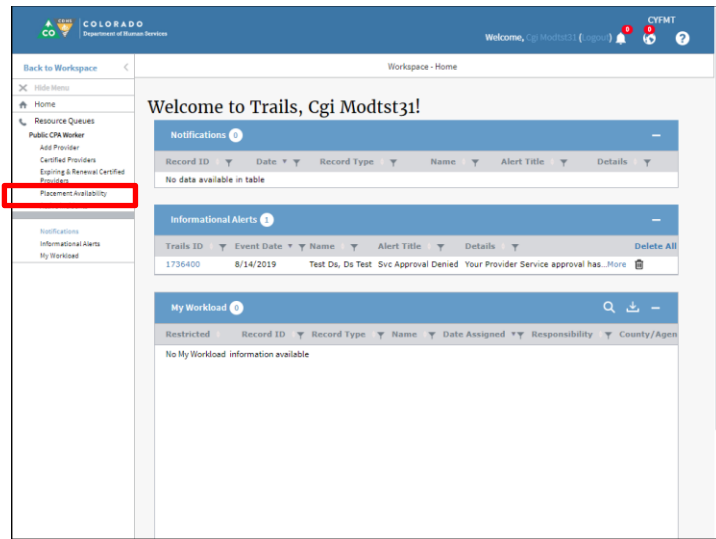 CYFMT
CO
CDHS
COLORADO
Department of Human Services
Welcome, Cgi Modtst31 (Logout)
0
0
?
Back to Workspace
Workspace - Home
Hide Menu
Home
Resource Queues
Public CPA Worker
Add Provider
Certified Providers
Expiring & Renewal Certified
Providers
Placement Availability
Notifications
Informational Alerts
My Workload
Welcome to Trails, Cgi Modtst31!
Notifications 0
Record ID Date Record Type Name Alert Title Details
No data available in table
Informational Alerts 1
Trails ID Event Date Name Alert Title Details Delete All
1736400 8/14/2019 Test Ds, Ds Test Svc Approval Denied Your Provider Service approval has...More
My Workload 0
Restricted Record ID Record Type Name Date Assigned Responsibility County/Agen
No My Workload information available